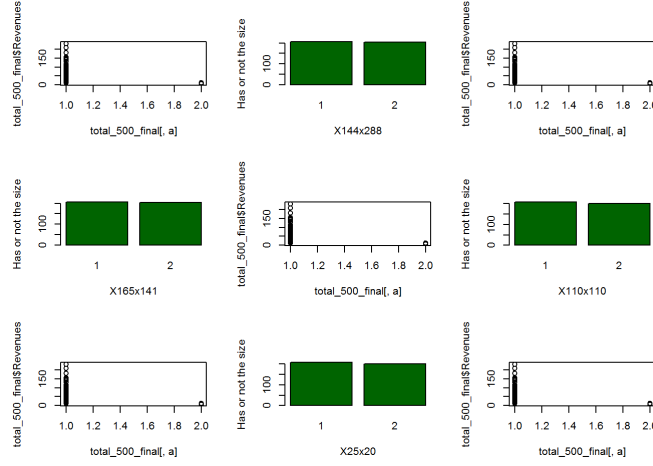 total_500_final$Revenues
0 150
1.0 1.2 1.4 1.6 1.8 2.0
total_500_final[, a]
Has or not the size
0 100
1 2
X144x288
total_500_final$Revenues
0 150
1.0 1.2 1.4 1.6 1.8 2.0
total_500_final[, a]
Has or not the size
0 100
1 2
X165x141
total_500_final$Revenues
0 150
1.0 1.2 1.4 1.6 1.8 2.0
total_500_final[, a]
Has or not the size
0 100
1 2
X110x110
total_500_final$Revenues
0 150
1.0 1.2 1.4 1.6 1.8 2.0
total_500_final[, a]
Has or not the size
0 100
1 2
X25x20
total_500_final$Revenues
0 150
1.0 1.2 1.4 1.6 1.8 2.0
total_500_final[, a]